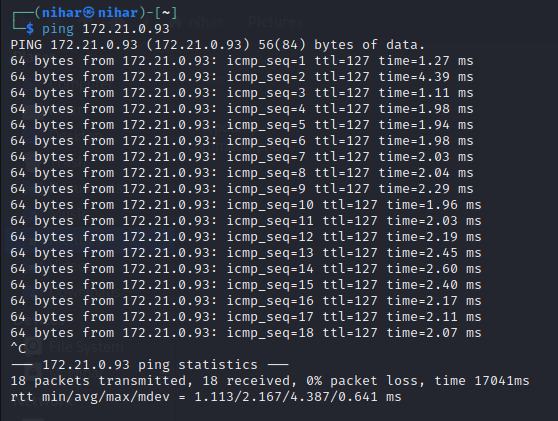 ┌──(nihar㉿nihar)-[~]
└─$ ping 172.21.0.93
PING 172.21.0.93 (172.21.0.93) 56(84) bytes of data.
64 bytes from 172.21.0.93: icmp_seq=1 ttl=127 time=1.27 ms
64 bytes from 172.21.0.93: icmp_seq=2 ttl=127 time=4.39 ms
64 bytes from 172.21.0.93: icmp_seq=3 ttl=127 time=1.11 ms
64 bytes from 172.21.0.93: icmp_seq=4 ttl=127 time=1.98 ms
64 bytes from 172.21.0.93: icmp_seq=5 ttl=127 time=1.94 ms
64 bytes from 172.21.0.93: icmp_seq=6 ttl=127 time=1.98 ms
64 bytes from 172.21.0.93: icmp_seq=7 ttl=127 time=2.03 ms
64 bytes from 172.21.0.93: icmp_seq=8 ttl=127 time=2.04 ms
64 bytes from 172.21.0.93: icmp_seq=9 ttl=127 time=2.29 ms
64 bytes from 172.21.0.93: icmp_seq=10 ttl=127 time=1.96 ms
64 bytes from 172.21.0.93: icmp_seq=11 ttl=127 time=2.03 ms
64 bytes from 172.21.0.93: icmp_seq=12 ttl=127 time=2.19 ms
64 bytes from 172.21.0.93: icmp_seq=13 ttl=127 time=2.45 ms
64 bytes from 172.21.0.93: icmp_seq=14 ttl=127 time=2.60 ms
64 bytes from 172.21.0.93: icmp_seq=15 ttl=127 time=2.40 ms
64 bytes from 172.21.0.93: icmp_seq=16 ttl=127 time=2.17 ms
64 bytes from 172.21.0.93: icmp_seq=17 ttl=127 time=2.11 ms
64 bytes from 172.21.0.93: icmp_seq=18 ttl=127 time=2.07 ms
^C
File System
--- 172.21.0.93 ping statistics ---
18 packets transmitted, 18 received, 0% packet loss, time 17041ms
rtt min/avg/max/mdev = 1.113/2.167/4.387/0.641 ms